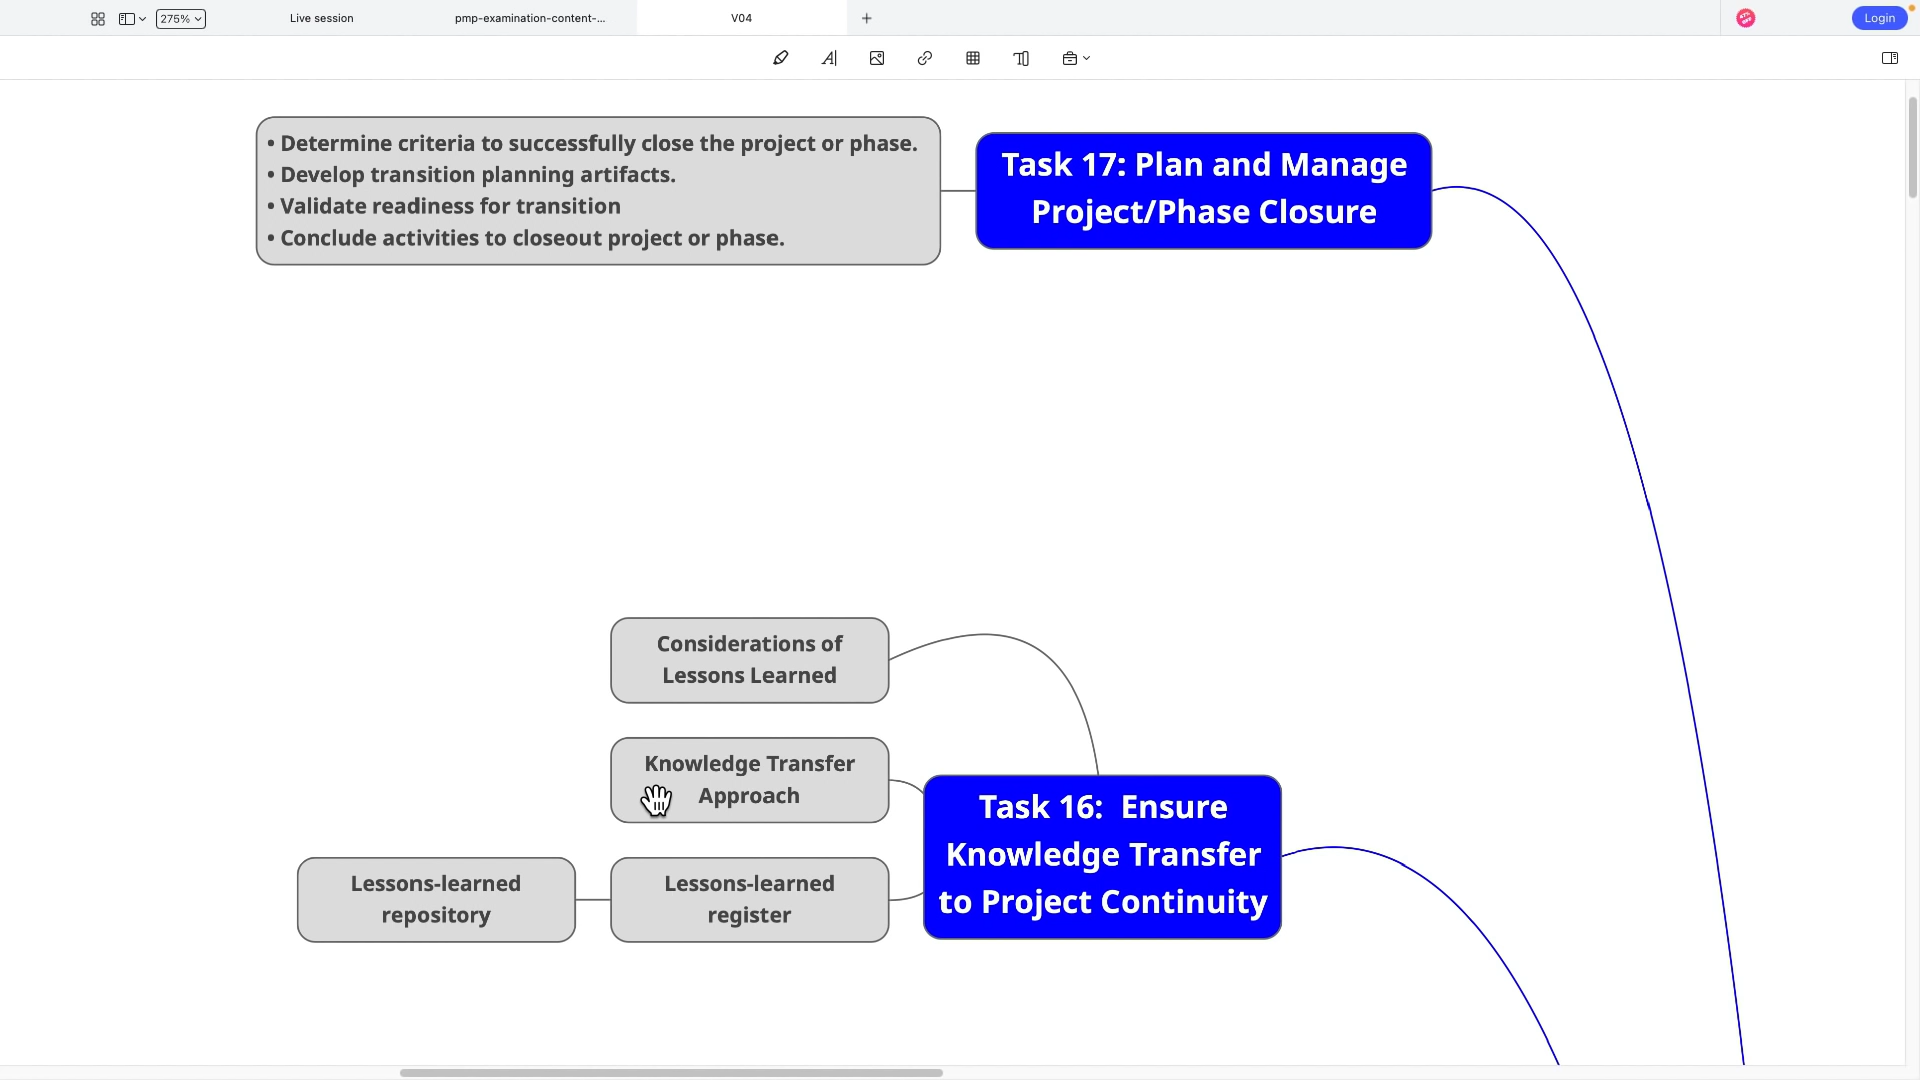 275%
Live session
pmp-examination-content-...
V04
Login
• Determine criteria to successfully close the project or phase.
• Develop transition planning artifacts.
• Validate readiness for transition
• Conclude activities to closeout project or phase.
Task 17: Plan and Manage
Project/Phase Closure
Considerations of
Lessons Learned
Knowledge Transfer
Approach
Lessons-learned
repository
Lessons-learned
register
Task 16:  Ensure
Knowledge Transfer
to Project Continuity